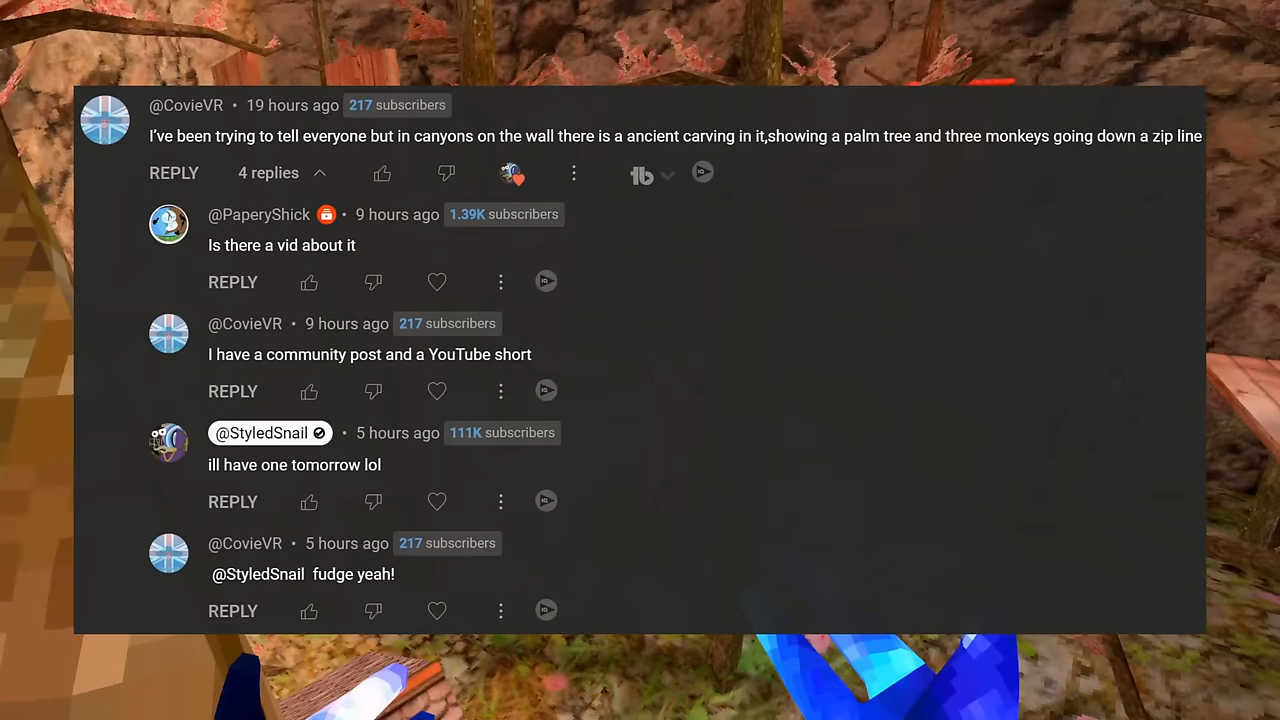 @CovieVR • 19 hours ago 217 subscribers
I've been trying to tell everyone but in canyons on the wall there is a ancient carving in it,showing a palm tree and three monkeys going down a zip line
REPLY 4 replies
@PaperyShick • 9 hours ago 1.39K subscribers
Is there a vid about it
REPLY
@CovieVR • 9 hours ago 217 subscribers
I have a community post and a YouTube short
REPLY
@StyledSnail • 5 hours ago 111K subscribers
ill have one tomorrow lol
REPLY
@CovieVR • 5 hours ago 217 subscribers
@StyledSnail fudge yeah!
REPLY